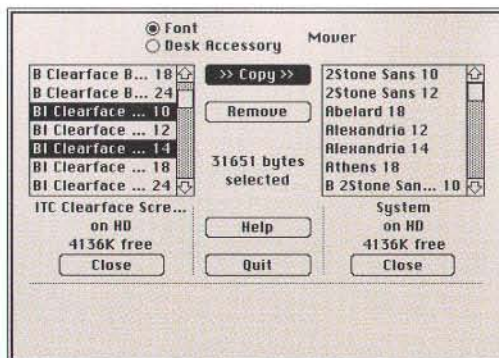 Font
Desk Accessory
Mover
B Clearface B... 18
B Clearface B... 24
BI Clearface ... 10
BI Clearface ... 12
BI Clearface ... 14
BI Clearface ... 18
BI Clearface ... 24
ITC Clearface Scre...
on HD
4136K free
Close
>> Copy >>
Remove
31651 bytes
selected
Help
Quit
2Stone Sans 10
2Stone Sans 12
Abelard 18
Alexandria 12
Alexandria 14
Athens 18
B 2Stone San... 10
System
on HD
4136K free
Close